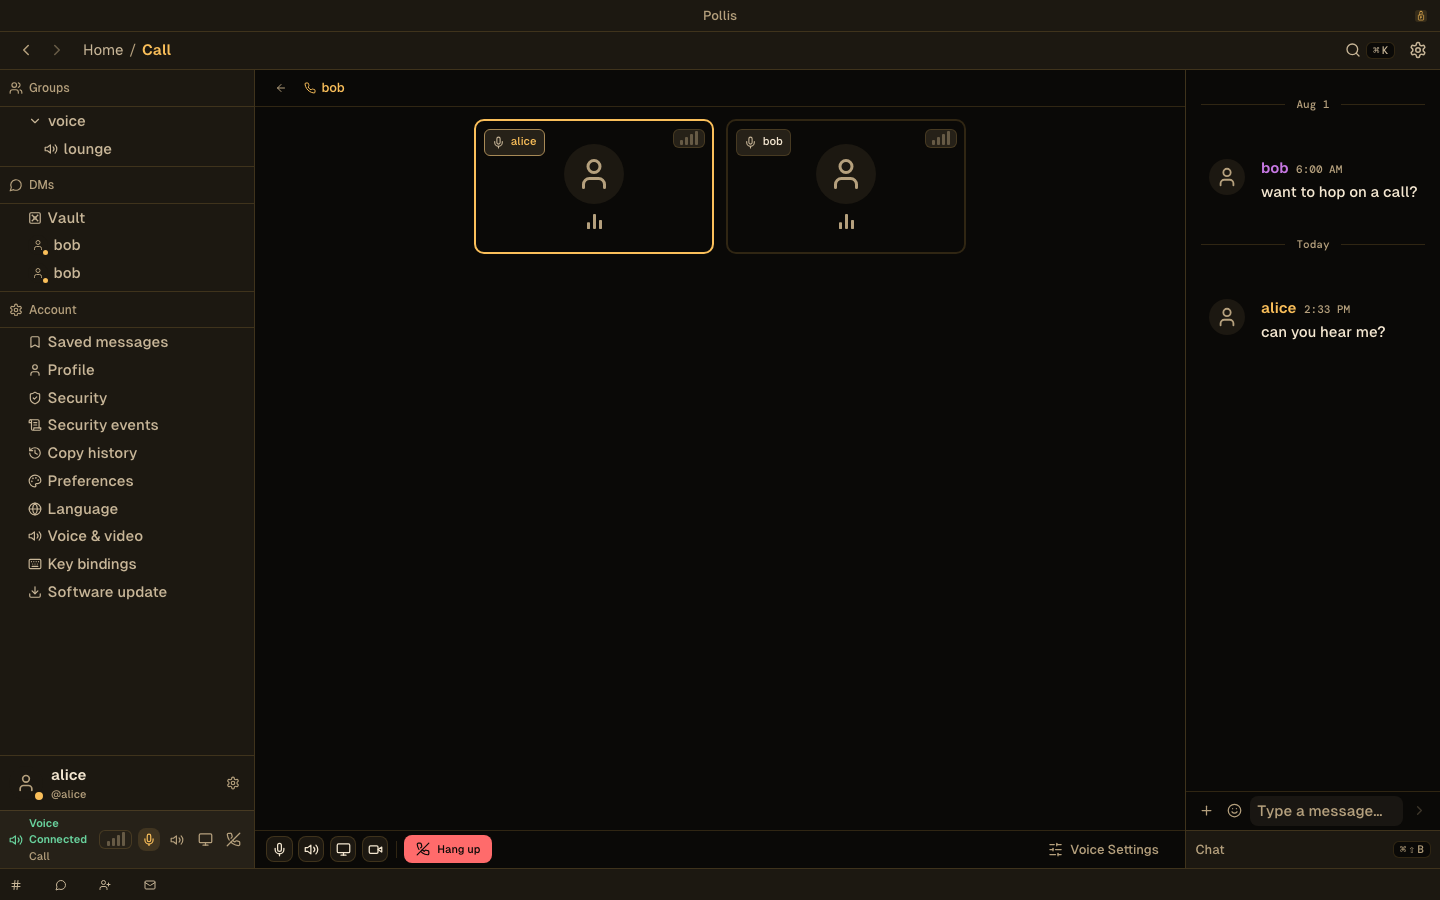 Pollis
Home / Call
⌘K
Groups
voice
lounge
DMs
Vault
bob
bob
Account
Saved messages
Profile
Security
Security events
Copy history
Preferences
Language
Voice & video
Key bindings
Software update
alice
@alice
Voice
Connected
Call
bob
alice
bob
Hang up
Voice Settings
Aug 1
bob 6:00 AM
want to hop on a call?
Today
alice 2:33 PM
can you hear me?
Type a message...
Chat
⌘⇧B